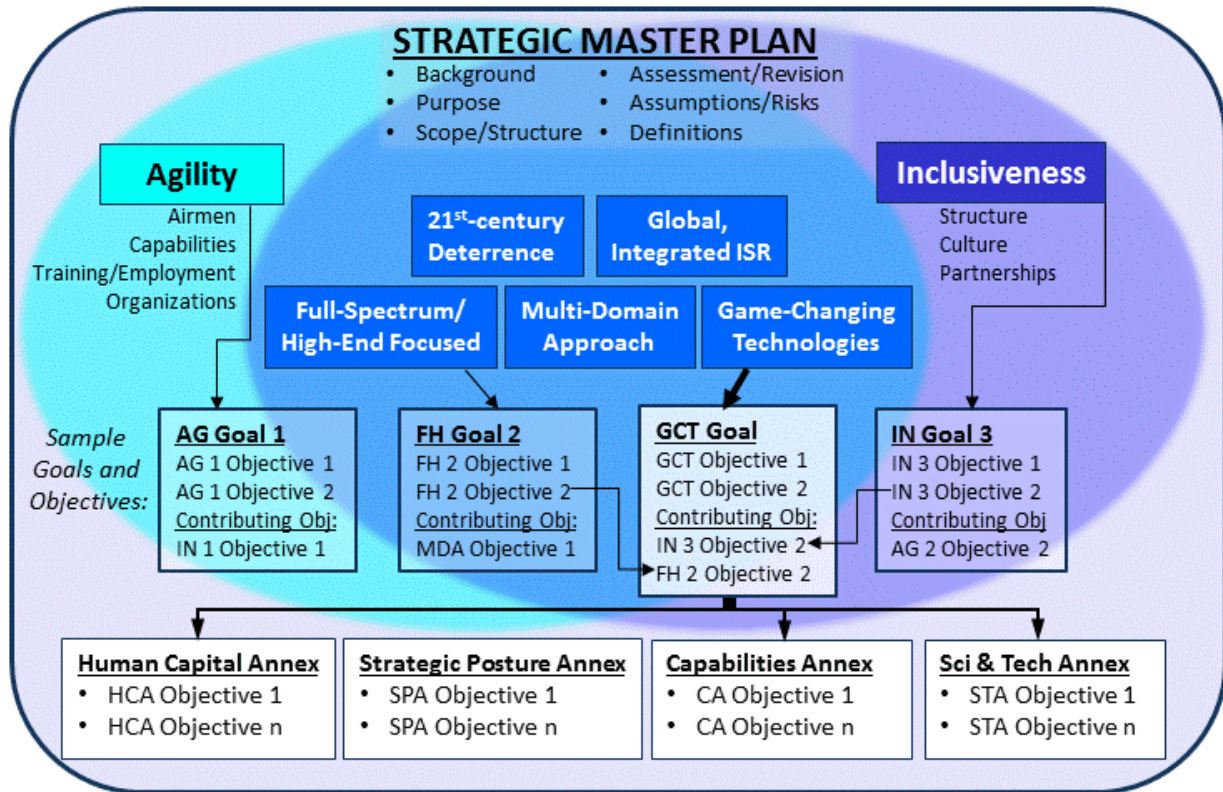 STRATEGIC MASTER PLAN
• Background
• Purpose
• Scope/Structure
• Assessment/Revision
• Assumptions/Risks
• Definitions
Agility
Airmen
Capabilities
Training/Employment
Organizations
Inclusiveness
Structure
Culture
Partnerships
21st-century
Deterrence
Global,
Integrated ISR
Full-Spectrum/
High-End Focused
Multi-Domain
Approach
Game-Changing
Technologies
Sample
Goals and
Objectives:
AG Goal 1
AG 1 Objective 1
AG 1 Objective 2
Contributing Obj:
IN 1 Objective 1
FH Goal 2
FH 2 Objective 1
FH 2 Objective 2
Contributing Obj:
MDA Objective 1
GCT Goal
GCT Objective 1
GCT Objective 2
Contributing Obj:
IN 3 Objective 2
FH 2 Objective 2
IN Goal 3
IN 3 Objective 1
IN 3 Objective 2
Contributing Obj
AG 2 Objective 2
Human Capital Annex
• HCA Objective 1
• HCA Objective n
Strategic Posture Annex
• SPA Objective 1
• SPA Objective n
Capabilities Annex
• CA Objective 1
• CA Objective n
Sci & Tech Annex
• STA Objective 1
• STA Objective n